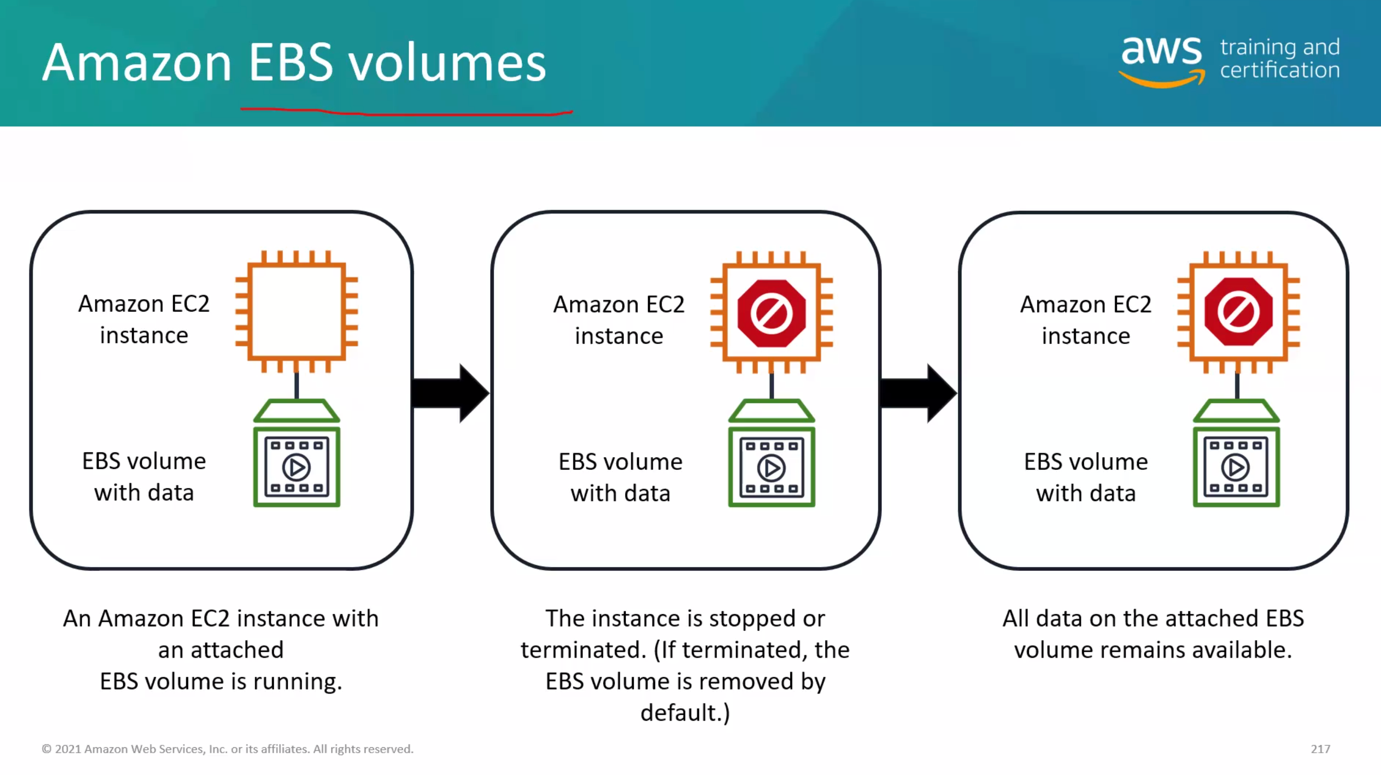 Amazon EBS volumes
aws training and
certification
Amazon EC2
instance
EBS volume
with data
An Amazon EC2 instance with
an attached
EBS volume is running.
Amazon EC2
instance
EBS volume
with data
The instance is stopped or
terminated. (If terminated, the
EBS volume is removed by
default.)
Amazon EC2
instance
EBS volume
with data
All data on the attached EBS
volume remains available.
© 2021 Amazon Web Services, Inc. or its affiliates. All rights reserved.
217